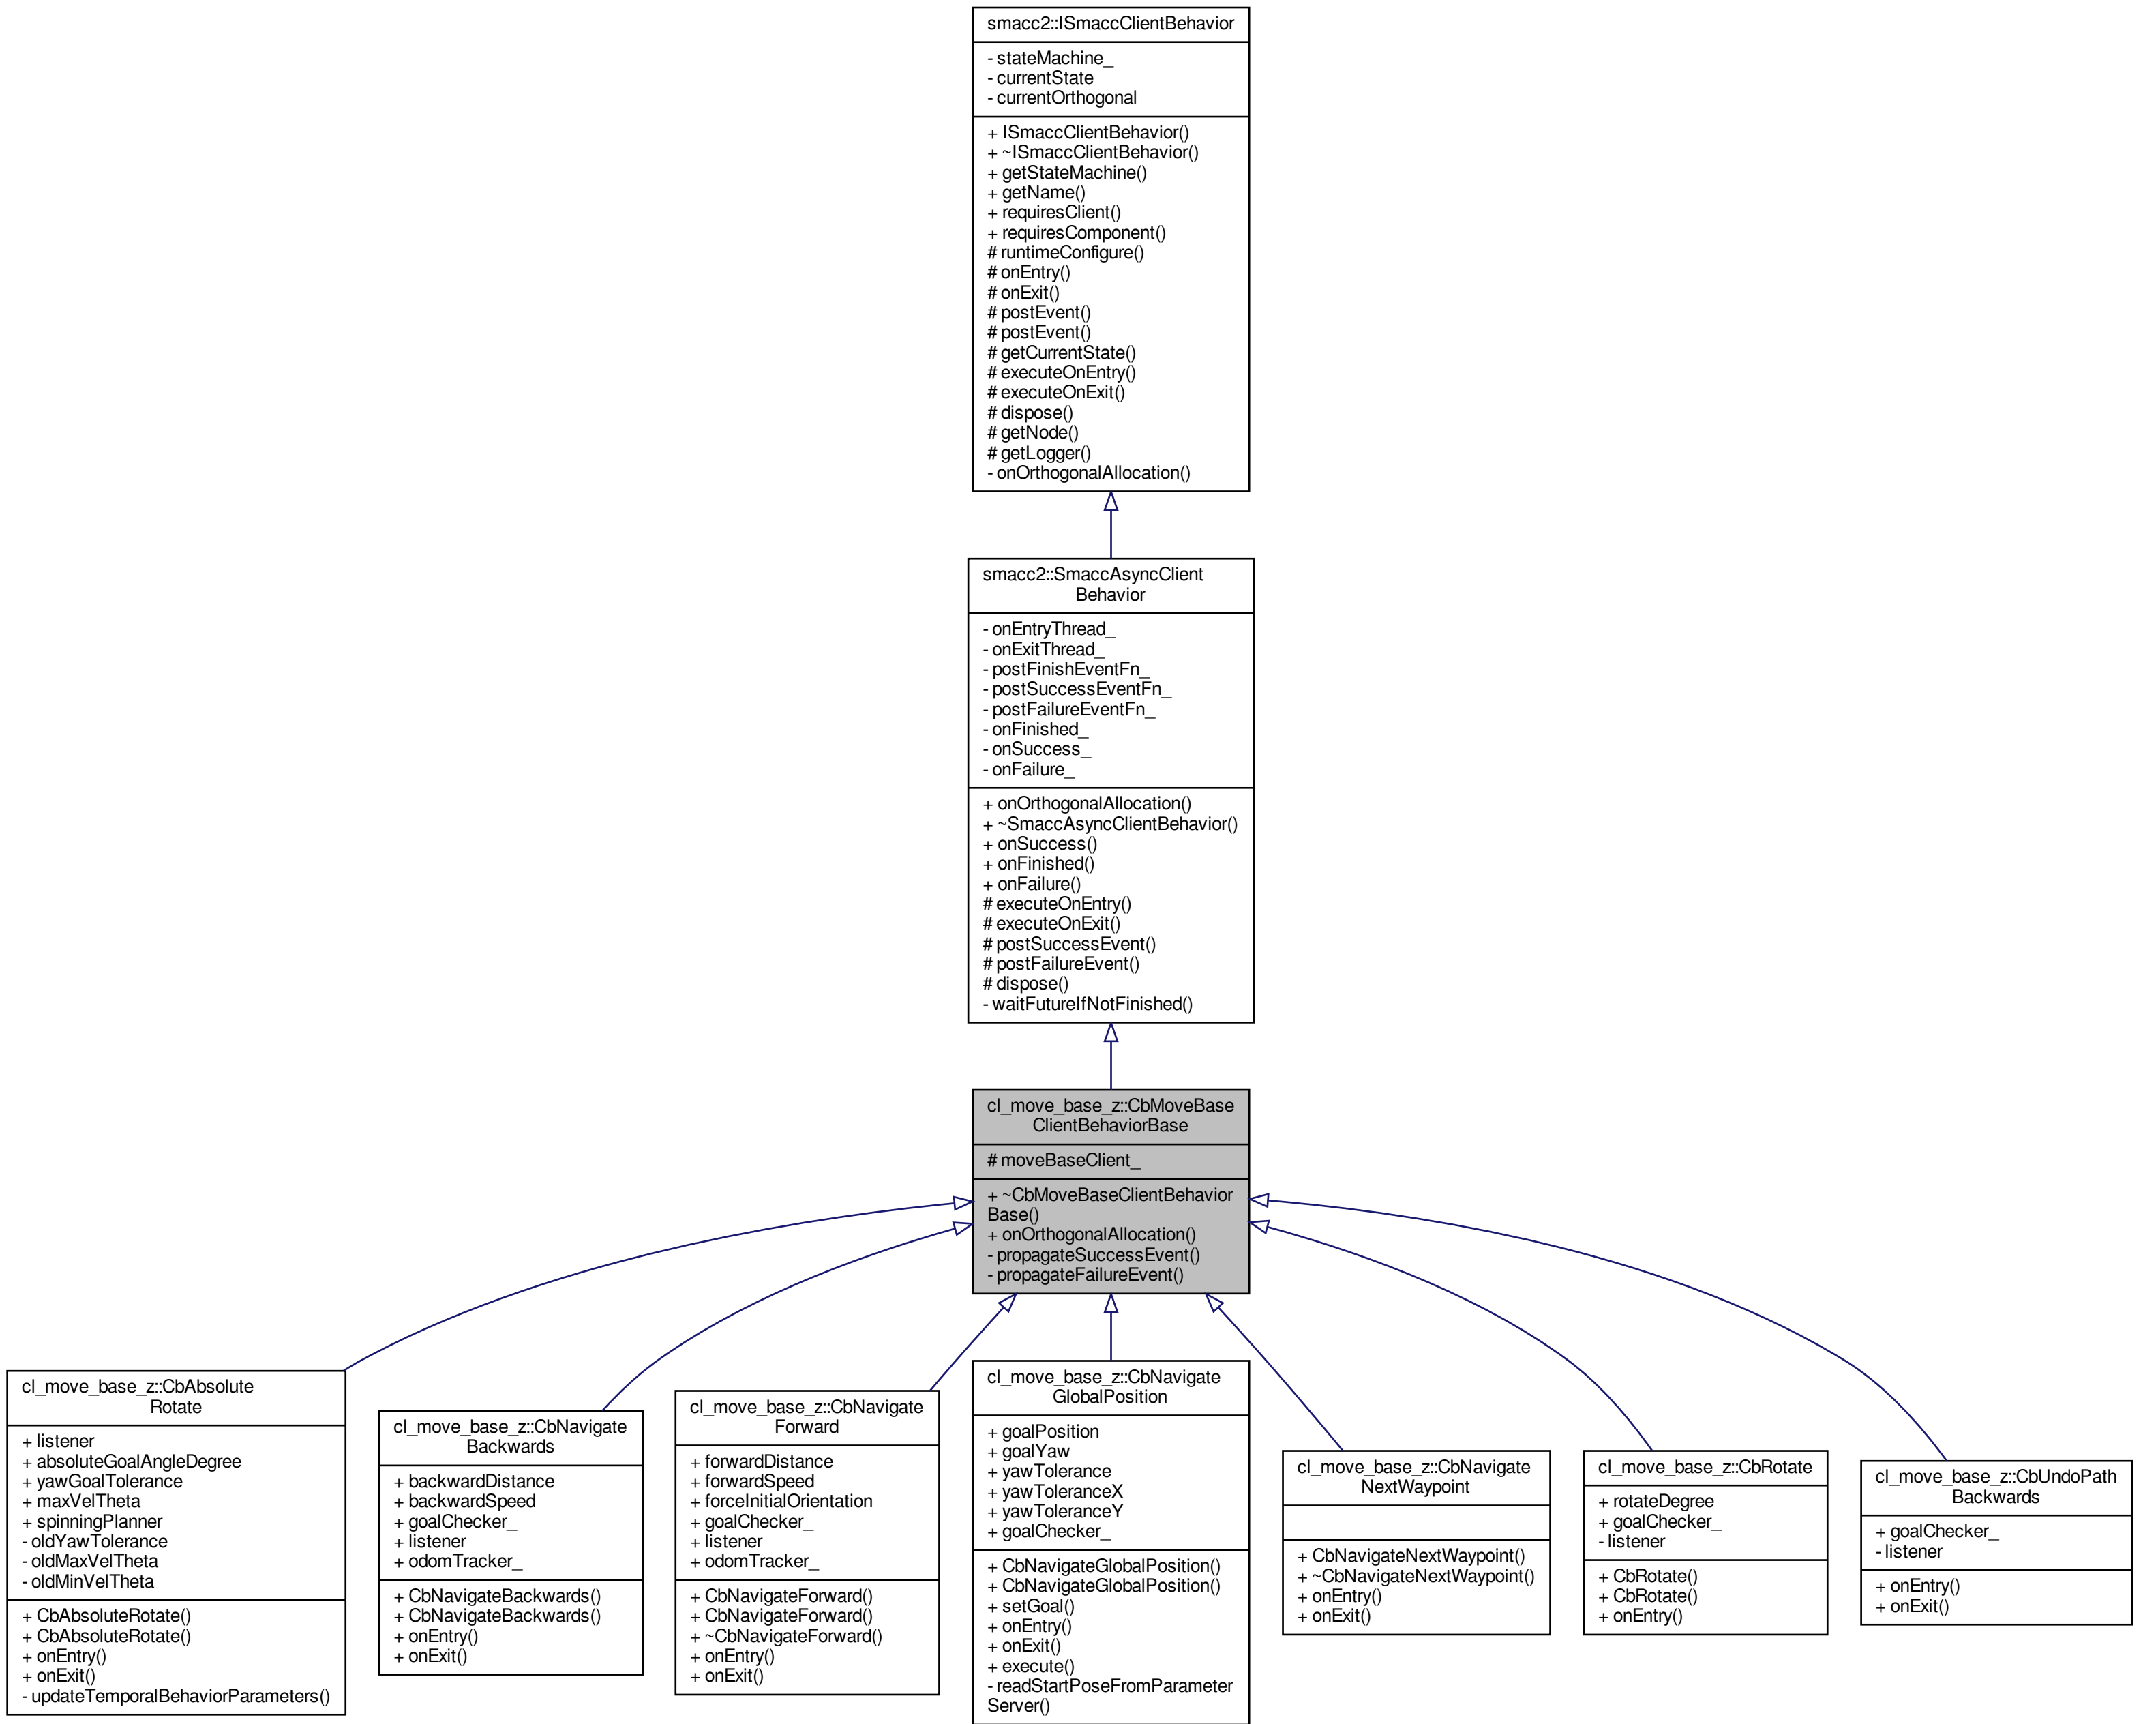 smacc2::ISmaccClientBehavior
- stateMachine_
- currentState
- currentOrthogonal
+ ISmaccClientBehavior()
+ ~ISmaccClientBehavior()
+ getStateMachine()
+ getName()
+ requiresClient()
+ requiresComponent()
# runtimeConfigure()
# onEntry()
# onExit()
# postEvent()
# postEvent()
# getCurrentState()
# executeOnEntry()
# executeOnExit()
# dispose()
# getNode()
# getLogger()
- onOrthogonalAllocation()
smacc2::SmaccAsyncClient
Behavior
- onEntryThread_
- onExitThread_
- postFinishEventFn_
- postSuccessEventFn_
- postFailureEventFn_
- onFinished_
- onSuccess_
- onFailure_
+ onOrthogonalAllocation()
+ ~SmaccAsyncClientBehavior()
+ onSuccess()
+ onFinished()
+ onFailure()
# executeOnEntry()
# executeOnExit()
# postSuccessEvent()
# postFailureEvent()
# dispose()
- waitFutureIfNotFinished()
cl_move_base_z::CbMoveBase
ClientBehaviorBase
# moveBaseClient_
+ ~CbMoveBaseClientBehavior
Base()
+ onOrthogonalAllocation()
- propagateSuccessEvent()
- propagateFailureEvent()
cl_move_base_z::CbAbsolute
Rotate
+ listener
+ absoluteGoalAngleDegree
+ yawGoalTolerance
+ maxVelTheta
+ spinningPlanner
- oldYawTolerance
- oldMaxVelTheta
- oldMinVelTheta
+ CbAbsoluteRotate()
+ CbAbsoluteRotate()
+ onEntry()
+ onExit()
- updateTemporalBehaviorParameters()
cl_move_base_z::CbNavigate
Backwards
+ backwardDistance
+ backwardSpeed
+ goalChecker_
+ listener
+ odomTracker_
+ CbNavigateBackwards()
+ CbNavigateBackwards()
+ onEntry()
+ onExit()
cl_move_base_z::CbNavigate
Forward
+ forwardDistance
+ forwardSpeed
+ forceInitialOrientation
+ goalChecker_
+ listener
+ odomTracker_
+ CbNavigateForward()
+ CbNavigateForward()
+ ~CbNavigateForward()
+ onEntry()
+ onExit()
cl_move_base_z::CbNavigate
GlobalPosition
+ goalPosition
+ goalYaw
+ yawTolerance
+ yawToleranceX
+ yawToleranceY
+ goalChecker_
+ CbNavigateGlobalPosition()
+ CbNavigateGlobalPosition()
+ setGoal()
+ onEntry()
+ onExit()
+ execute()
- readStartPoseFromParameter
Server()
cl_move_base_z::CbNavigate
NextWaypoint
+ CbNavigateNextWaypoint()
+ ~CbNavigateNextWaypoint()
+ onEntry()
+ onExit()
cl_move_base_z::CbRotate
+ rotateDegree
+ goalChecker_
- listener
+ CbRotate()
+ CbRotate()
+ onEntry()
cl_move_base_z::CbUndoPath
Backwards
+ goalChecker_
- listener
+ onEntry()
+ onExit()